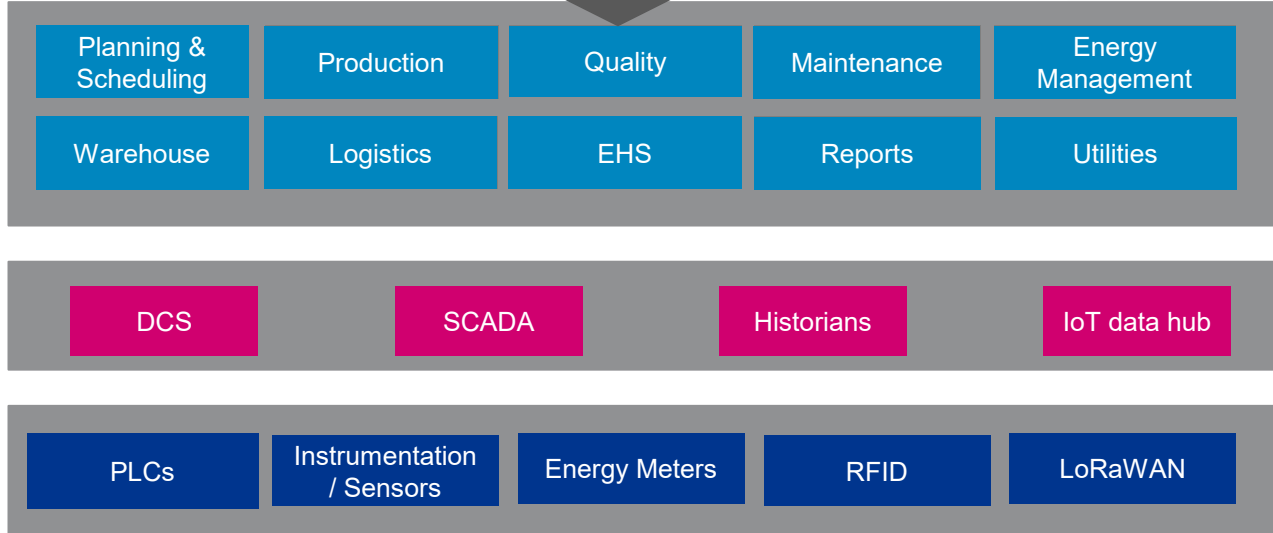 Planning &
Scheduling
Production
Quality
Maintenance
Energy
Management
Warehouse
Logistics
EHS
Reports
Utilities
DCS
SCADA
Historians
IoT data hub
PLCs
Instrumentation
/ Sensors
Energy Meters
RFID
LoRaWAN